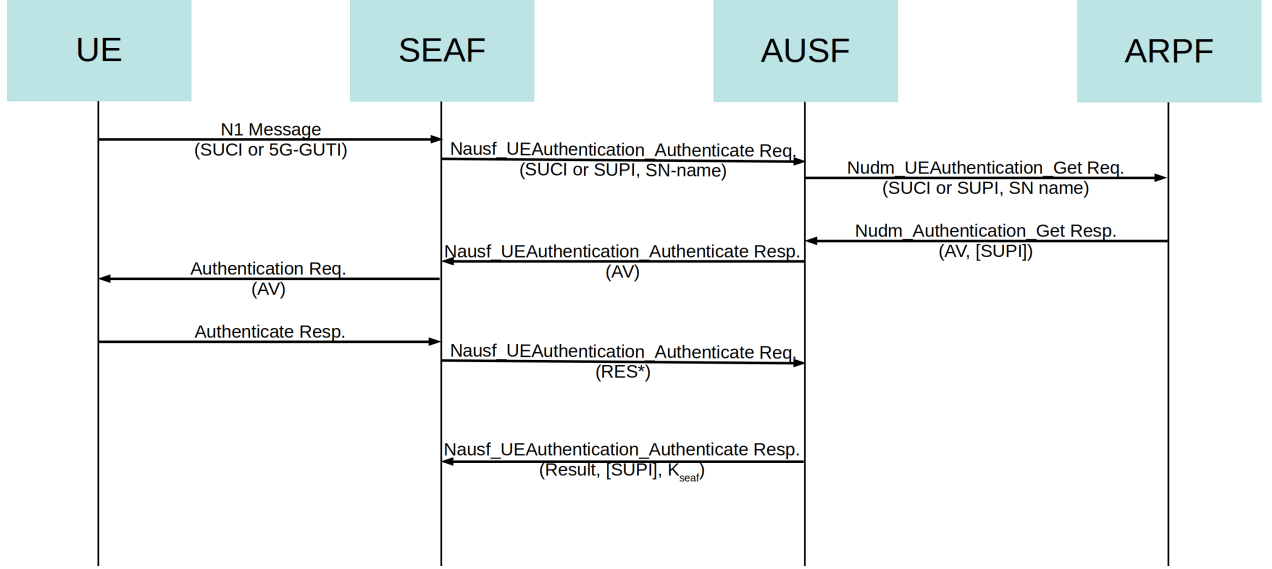 UE
SEAF
AUSF
ARPF
N1 Message
(SUCI or 5G-GUTI)
Nausf_UEAuthentication_Authenticate Req.
(SUCI or SUPI, SN-name)
Nudm_UEAuthentication_Get Req.
(SUCI or SUPI, SN name)
Nudm_Authentication_Get Resp.
(AV, [SUPI])
Nausf_UEAuthentication_Authenticate Resp.
(AV)
Authentication Req.
(AV)
Authenticate Resp.
Nausf_UEAuthentication_Authenticate Req.
(RES*)
Nausf_UEAuthentication_Authenticate Resp.
(Result, [SUPI], Kseaf)